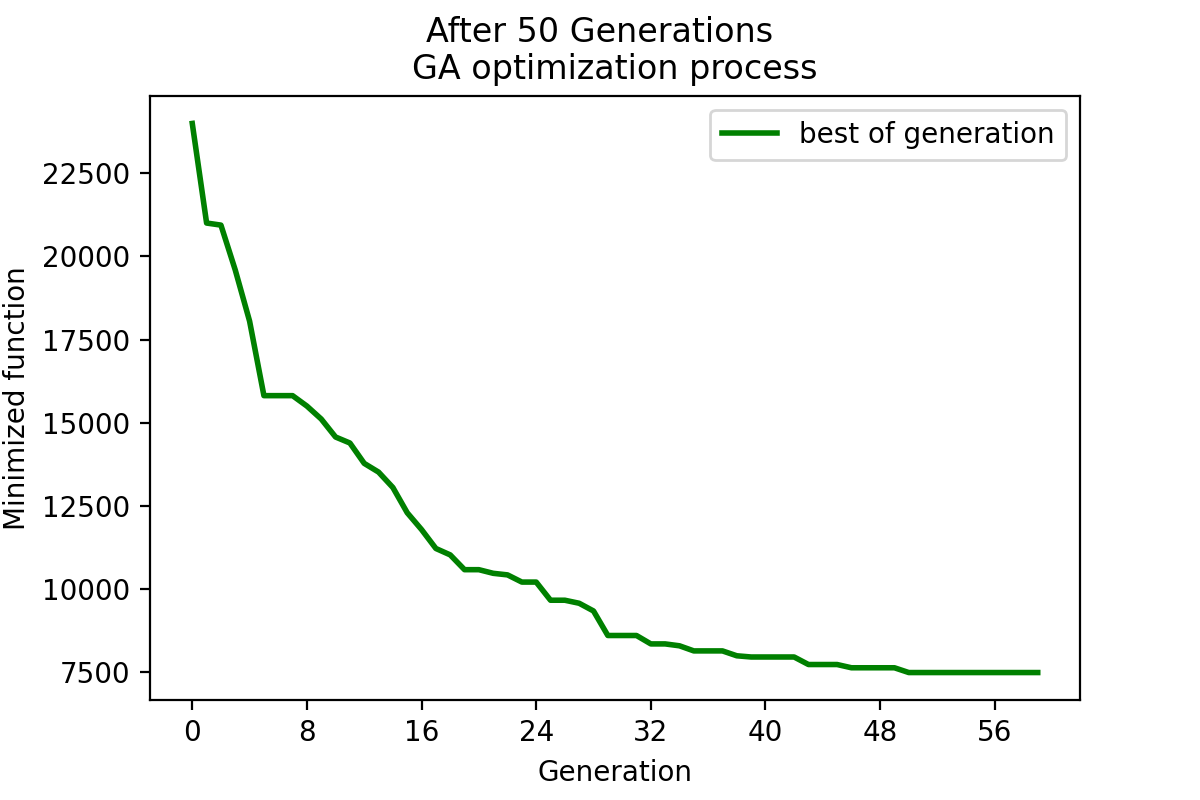 After 50 Generations
GA optimization process
best of generation
Minimized function
22500
20000
17500
15000
12500
10000
7500
0 8 16 24 32 40 48 56
Generation